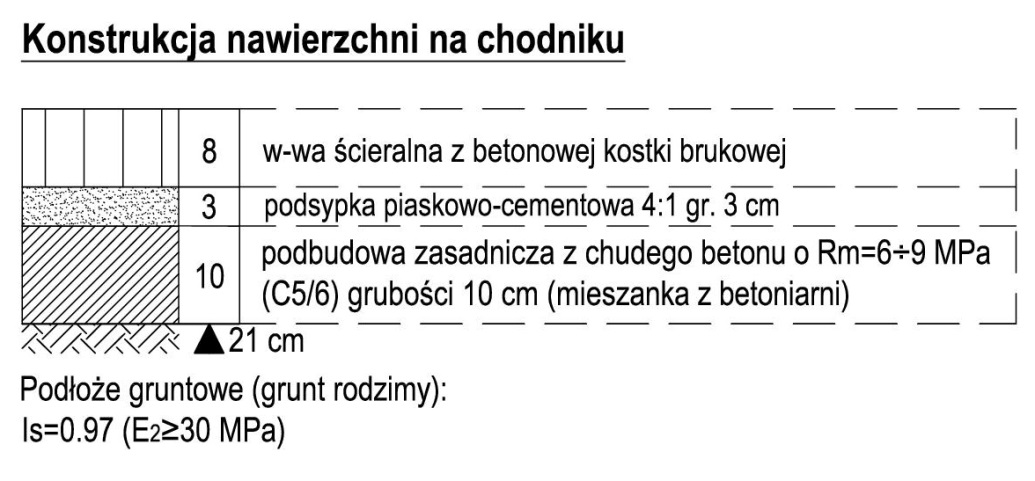 Konstrukcja nawierzchni na chodniku
8 w-wa ścieralna z betonowej kostki brukowej
3 podsypka piaskowo-cementowa 4:1 gr. 3 cm
10 podbudowa zasadnicza z chudego betonu o Rm=6÷9 MPa
(C5/6) grubości 10 cm (mieszanka z betoniarni)
21 cm
Podłoże gruntowe (grunt rodzimy):
Is=0.97 (E2≥30 MPa)